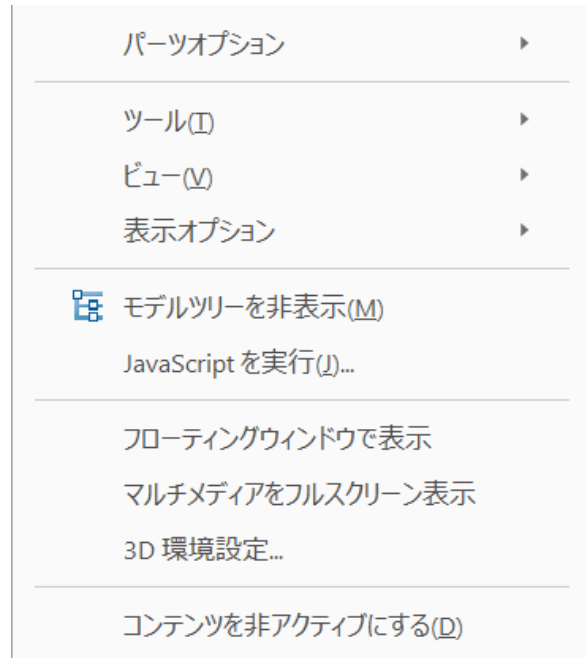 パーツオプション
ツール(T)
ビュー(V)
表示オプション
モデルツリーを非表示(M)
JavaScript を実行(J)...
フローティングウィンドウで表示
マルチメディアをフルスクリーン表示
3D 環境設定...
コンテンツを非アクティブにする(D)